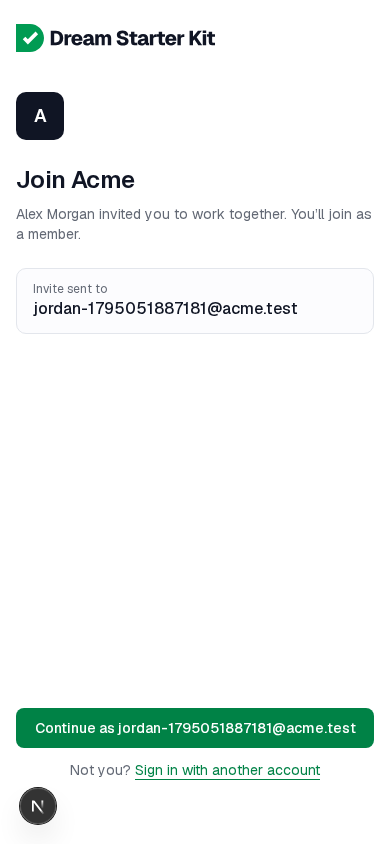 Dream Starter Kit
A
Join Acme
Alex Morgan invited you to work together. You’ll join as
a member.
Invite sent to
jordan-1795051887181@acme.test
Continue as jordan-1795051887181@acme.test
Not you? Sign in with another account
N